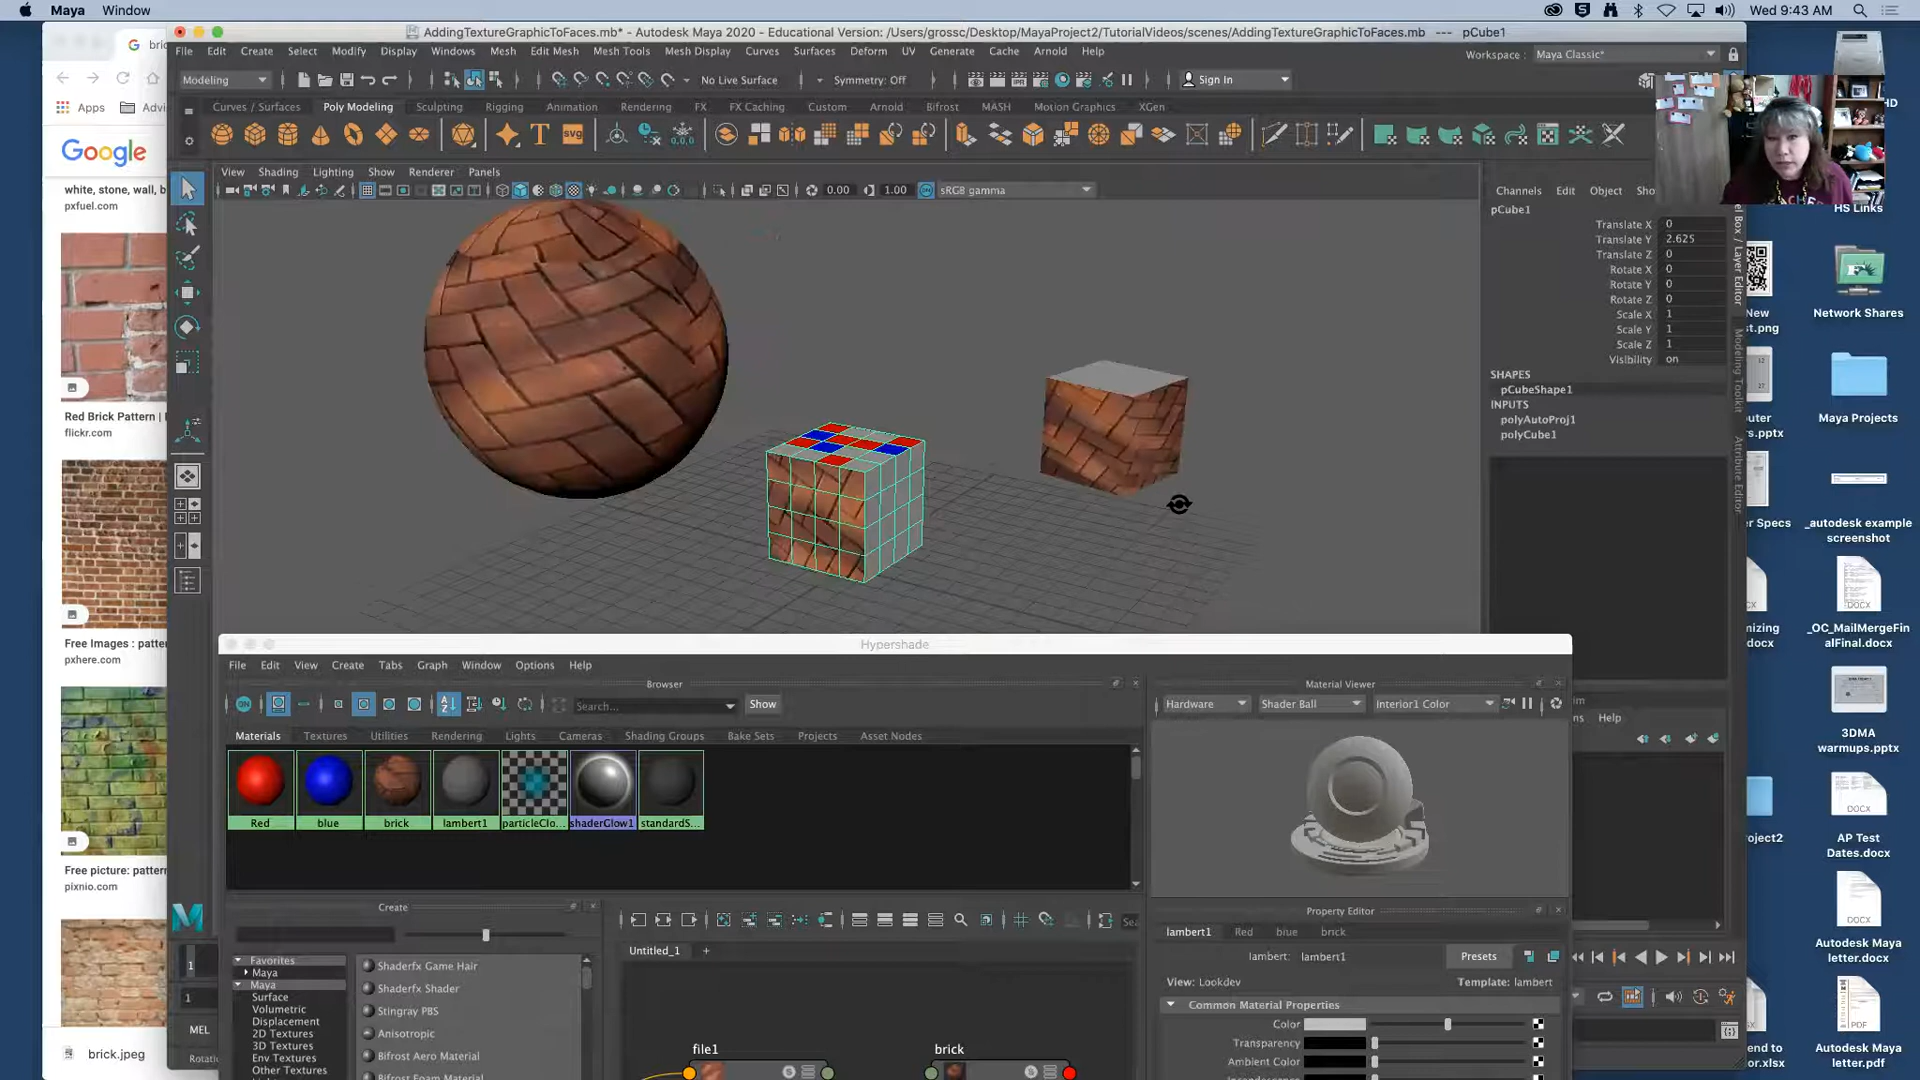 Maya Window
Wed 9:43 AM
AddingTextureGraphicToFaces.mb* - Autodesk Maya 2020 - Educational Version: /Users/grossc/Desktop/MayaProject2/TutorialVideos/scenes/AddingTextureGraphicToFaces.mb --- pCube1
File Edit Create Select Modify Display Windows Mesh Edit Mesh Mesh Tools Mesh Display Curves Surfaces Deform UV Generate Cache Arnold Help
Workspace: Maya Classic*
Modeling
No Live Surface
Symmetry: Off
Sign In
Curves / Surfaces Poly Modeling Sculpting Rigging Animation Rendering FX FX Caching Custom Arnold Bifrost MASH Motion Graphics XGen
View Shading Lighting Show Renderer Panels
0.00 1.00 sRGB gamma
Channels Edit Object
pCube1
Translate X 0
Translate Y 2.625
Translate Z 0
Rotate X 0
Rotate Y 0
Rotate Z 0
Scale X 1
Scale Y 1
Scale Z 1
Visibility on
SHAPES
pCubeShape1
INPUTS
polyAutoProj1
polyCube1
Modeling Toolkit
Attribute Editor
Apps
Google
white, stone, wall, b
pxfuel.com
Red Brick Pattern |
flickr.com
Free Images : patter
pxhere.com
Free picture: pattern
pixnio.com
brick.jpeg
Hypershade
File Edit View Create Tabs Graph Window Options Help
Browser
Search...
Show
Materials Textures Utilities Rendering Lights Cameras Shading Groups Bake Sets Projects Asset Nodes
Red blue brick lambert1 particleClo... shaderGlow1 standardS...
Create
Favorites
Maya
Maya
Surface
Volumetric
Displacement
2D Textures
3D Textures
Env Textures
Other Textures
Shaderfx Game Hair
Shaderfx Shader
Stingray PBS
Anisotropic
Bifrost Aero Material
Bifrost Foam Material
Untitled_1 +
file1
brick
Material Viewer
Hardware Shader Ball Interior1 Color
Property Editor
lambert1 Red blue brick
lambert: lambert1
Presets
View: Lookdev
Template: lambert
Common Material Properties
Color
Transparency
Ambient Color
Help
1
1
MEL
HS Links
Network Shares
Maya Projects
_autodesk example screenshot
_OC_MailMergeFinalFinal.docx
3DMA warmups.pptx
AP Test Dates.docx
Autodesk Maya letter.docx
Autodesk Maya letter.pdf